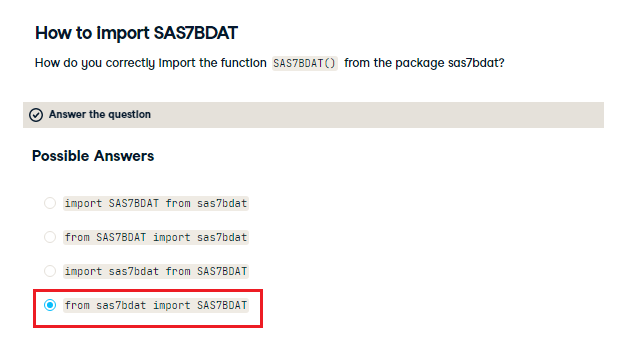 How to import SAS7BDAT
How do you correctly import the function SAS7BDAT() from the package sas7bdat?
Answer the question
Possible Answers
import SAS7BDAT from sas7bdat
from SAS7BDAT import sas7bdat
import sas7bdat from SAS7BDAT
from sas7bdat import SAS7BDAT